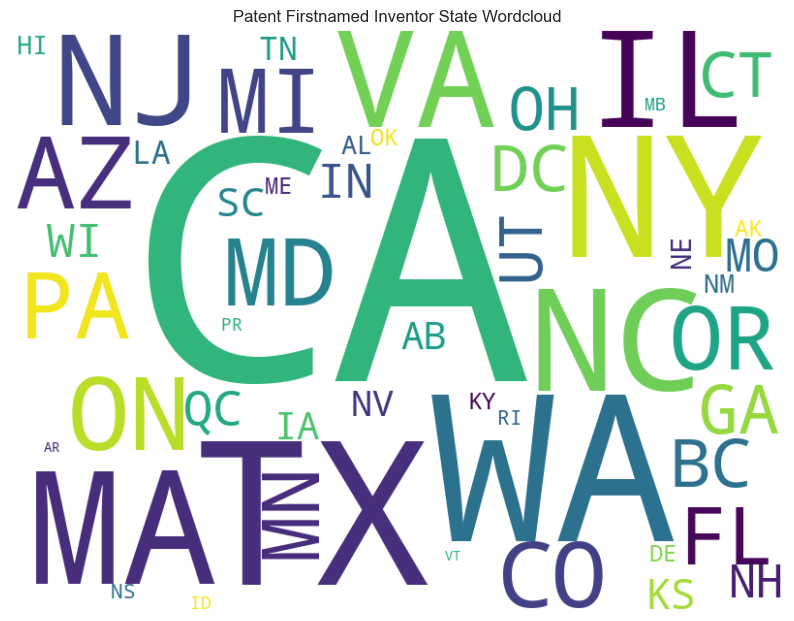 Patent Firstnamed Inventor State Wordcloud
HI
NJ
TN
MI
VA
OH
IL
MB
CT
AZ
LA
AL
OK
IN
DC
NY
SC
ME
CA
WI
MD
UT
NE
AK
MO
NM
PA
PR
AB
NC
OR
ON
QC
IA
NV
KY
RI
GA
AR
MA
TX
MN
WA
BC
FL
NS
ID
VT
CO
DE
KS
NH